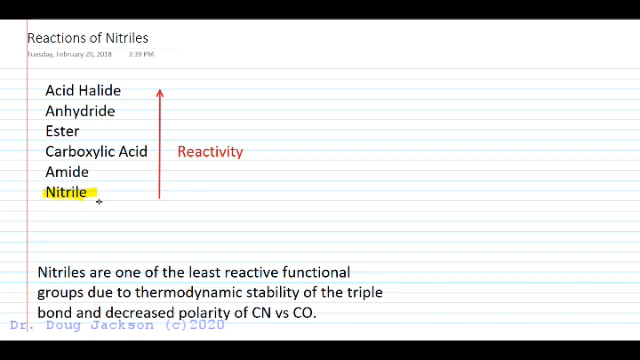 Reactions of Nitriles
Tuesday, February 20, 2018 3:39 PM
Acid Halide
Anhydride
Ester
Carboxylic Acid Reactivity
Amide
Nitrile
Nitriles are one of the least reactive functional
groups due to thermodynamic stability of the triple
bond and decreased polarity of CN vs CO.
Dr. Doug Jackson (c)2020